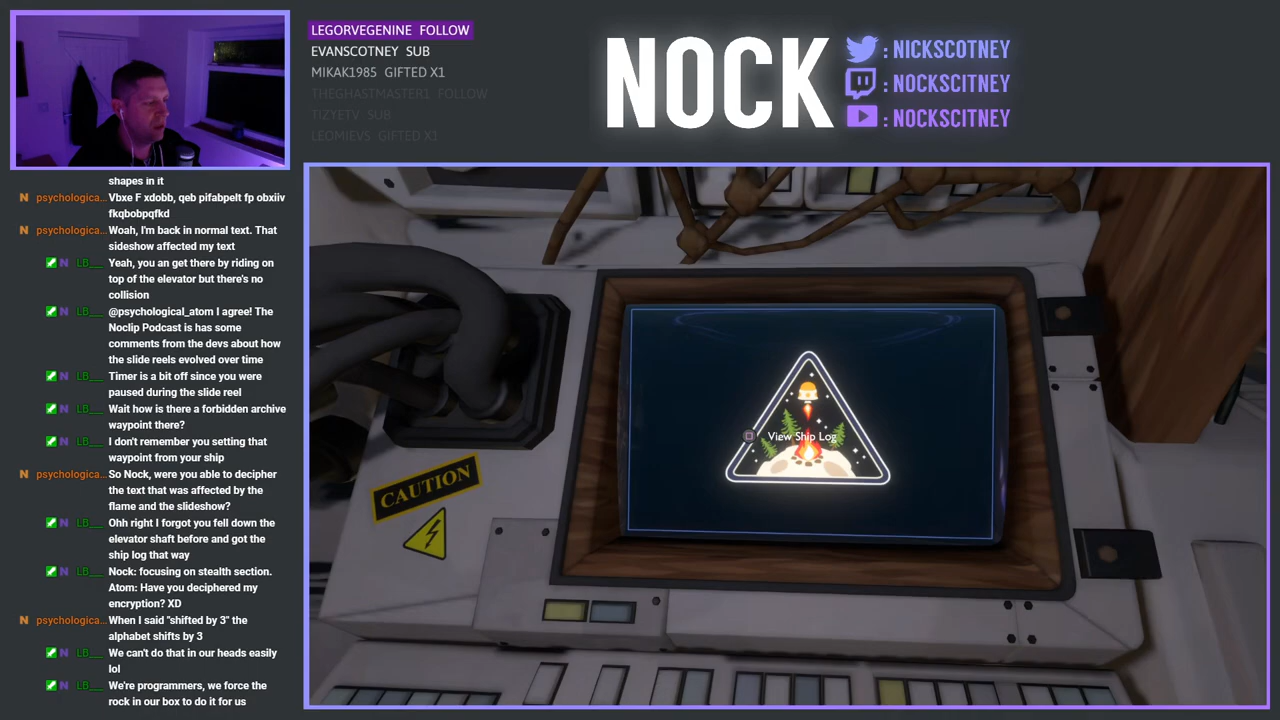 LEGORVEGENINE FOLLOW
EVANSCOTNEY SUB
MIKAK1985 GIFTED X1
THEGHASTMASTER1 FOLLOW
TIZYETV SUB
LEOMIEVS GIFTED X1
NOCK
: NICKSCOTNEY
: NOCKSCITNEY
: NOCKSCITNEY
shapes in it
N psychologica... Vbxe F xdobb, qeb pifabpelt fp obxiiv
fkqbobpqfkd
N psychologica... Woah, I'm back in normal text. That
sideshow affected my text
N LB__ Yeah, you an get there by riding on
top of the elevator but there's no
collision
N LB__ @psychological_atom I agree! The
Noclip Podcast is has some
comments from the devs about how
the slide reels evolved over time
N LB__ Timer is a bit off since you were
paused during the slide reel
N LB__ Wait how is there a forbidden archive
waypoint there?
N LB__ I don't remember you setting that
waypoint from your ship
N psychologica... So Nock, were you able to decipher
the text that was affected by the
flame and the slideshow?
N LB__ Ohh right I forgot you fell down the
elevator shaft before and got the
ship log that way
N LB__ Nock: focusing on stealth section.
Atom: Have you deciphered my
encryption? XD
N psychologica... When I said "shifted by 3" the
alphabet shifts by 3
N LB__ We can't do that in our heads easily
lol
N LB__ We're programmers, we force the
rock in our box to do it for us
View Ship Log
CAUTION